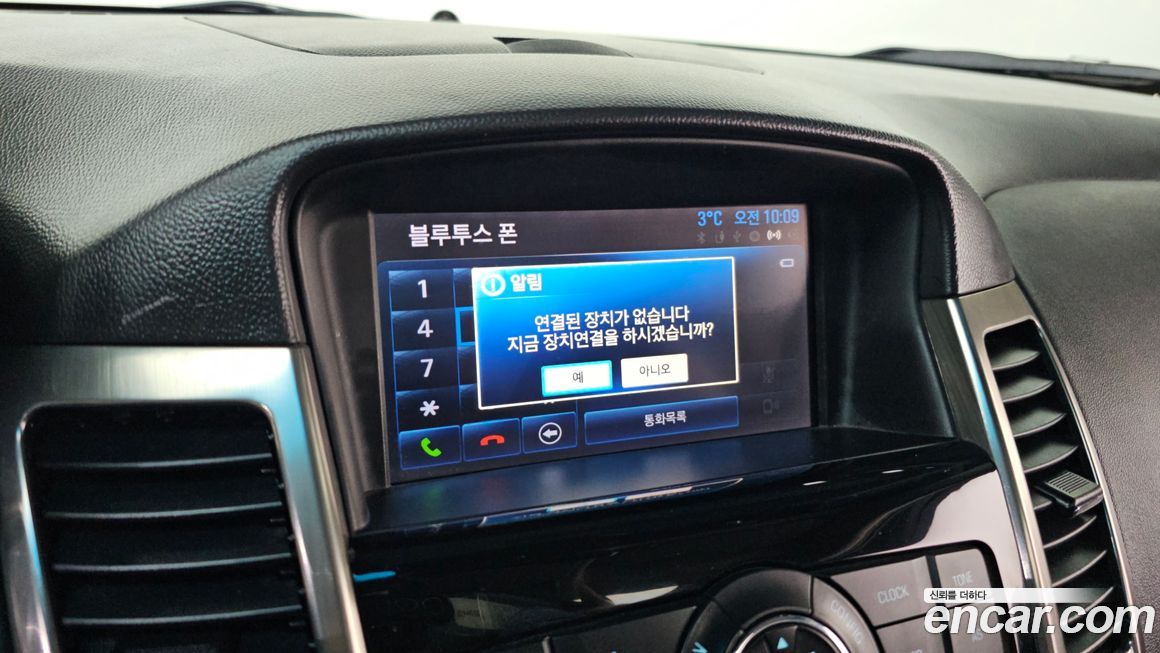 블루투스 폰
3°C 오전 10:09
알림
연결된 장치가 없습니다
지금 장치연결을 하시겠습니까?
예
아니오
1
4
7
*
통화목록
CLOCK
TONE
CONFIG
AS
신뢰를 더하다
encar.com